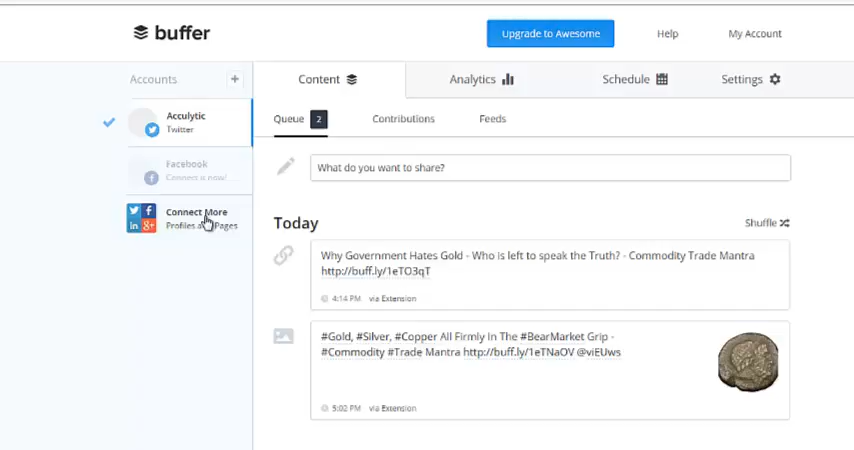 buffer
Upgrade to Awesome
Help
My Account
Accounts
+
Content
Analytics
Schedule
Settings
Acculytic
Twitter
Facebook
Connect More
Profiles Pages
Queue 2
Contributions
Feeds
What do you want to share?
Today
Shuffle
Why Government Hates Gold - Who is left to speak the Truth? - Commodity Trade Mantra
http://buff.ly/1eTO3qT
4:14 PM via Extension
#Gold, #Silver, #Copper All Firmly In The #BearMarket Grip -
#Commodity #Trade Mantra http://buff.ly/1eTNaOV @viEUws
5:02 PM via Extension